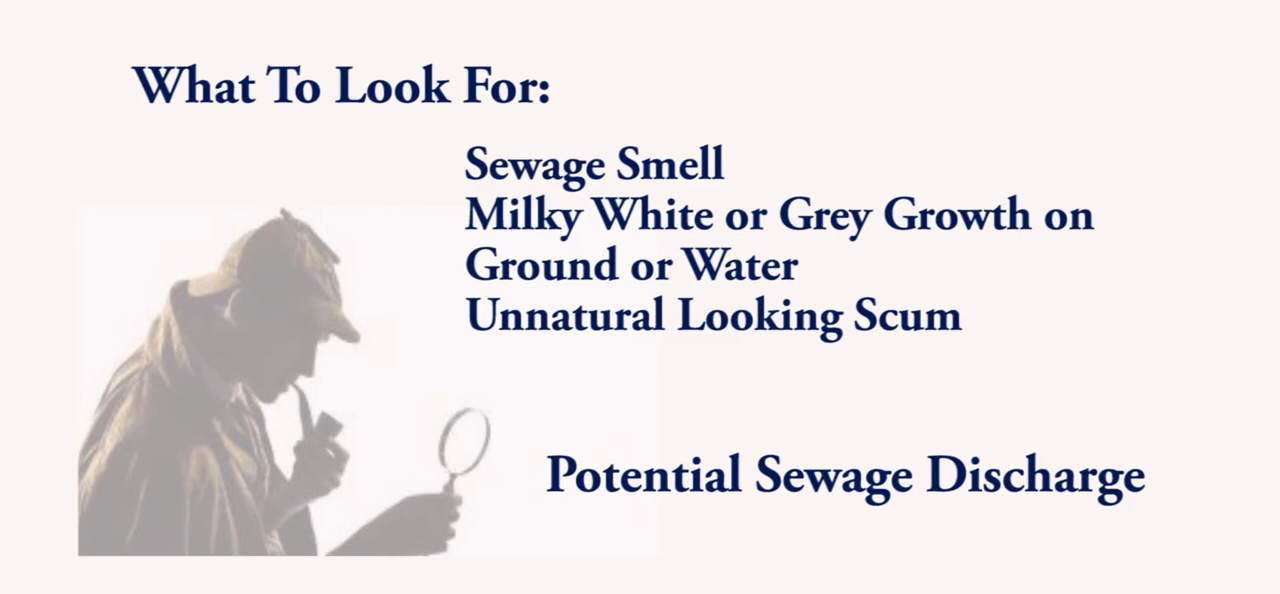 What To Look For:
Sewage Smell
Milky White or Grey Growth on
Ground or Water
Unnatural Looking Scum
Potential Sewage Discharge